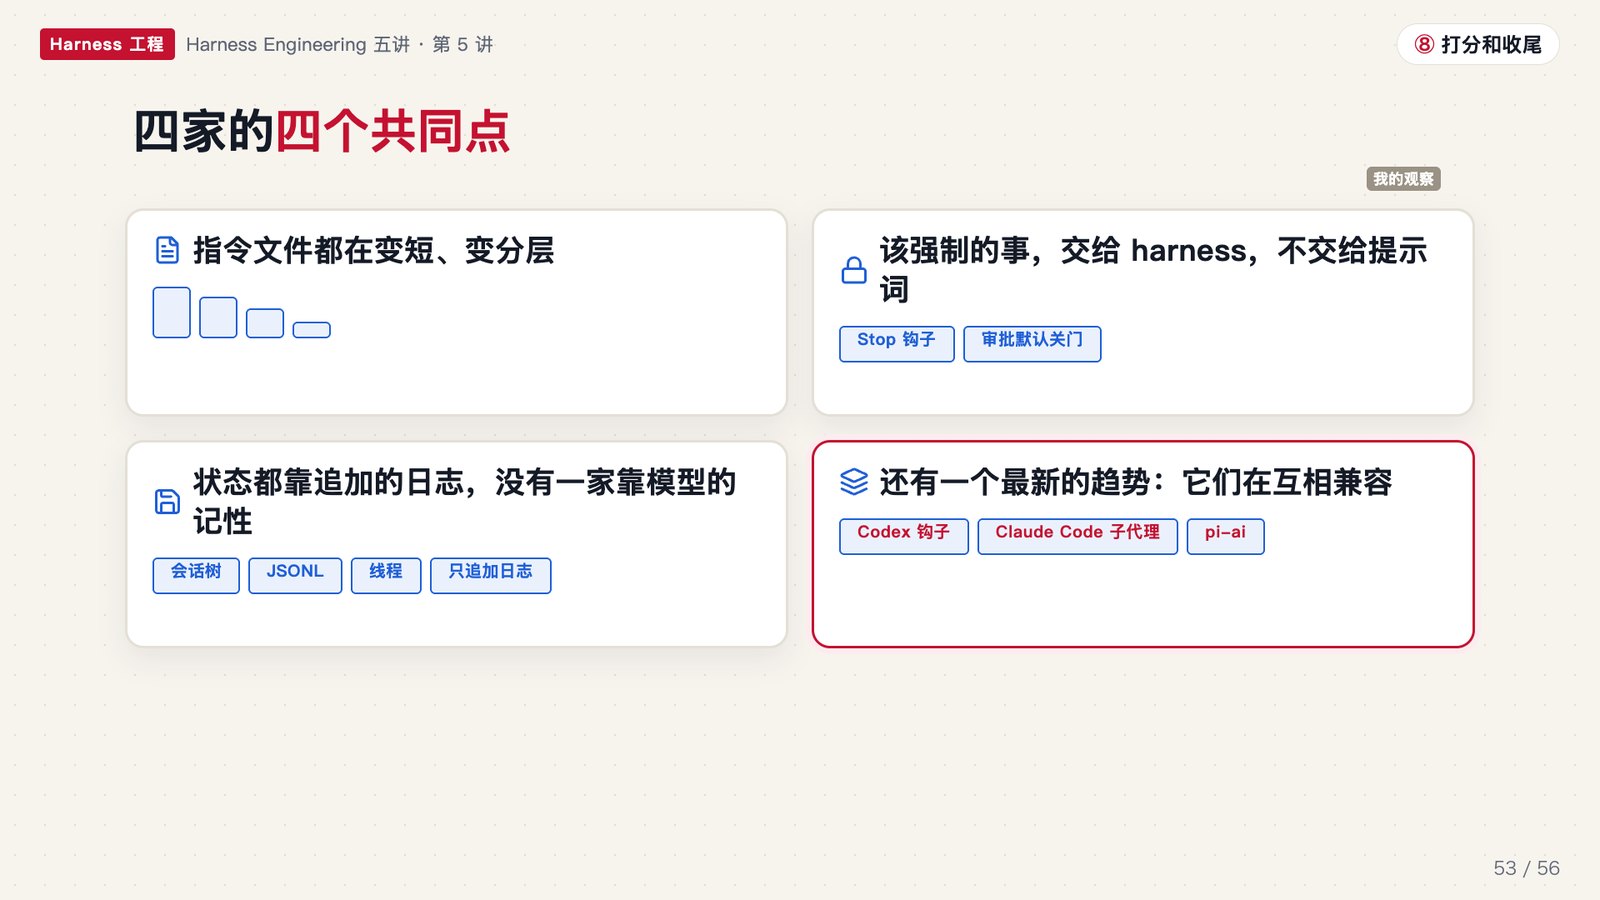 Harness 工程
Harness Engineering 五讲 · 第 5 讲
⑧ 打分和收尾
四家的四个共同点
我的观察
指令文件都在变短、变分层
该强制的事，交给 harness，不交给提示
词
Stop 钩子
审批默认关门
状态都靠追加的日志，没有一家靠模型的
记性
会话树
JSONL
线程
只追加日志
还有一个最新的趋势：它们在互相兼容
Codex 钩子
Claude Code 子代理
pi-ai
53 / 56